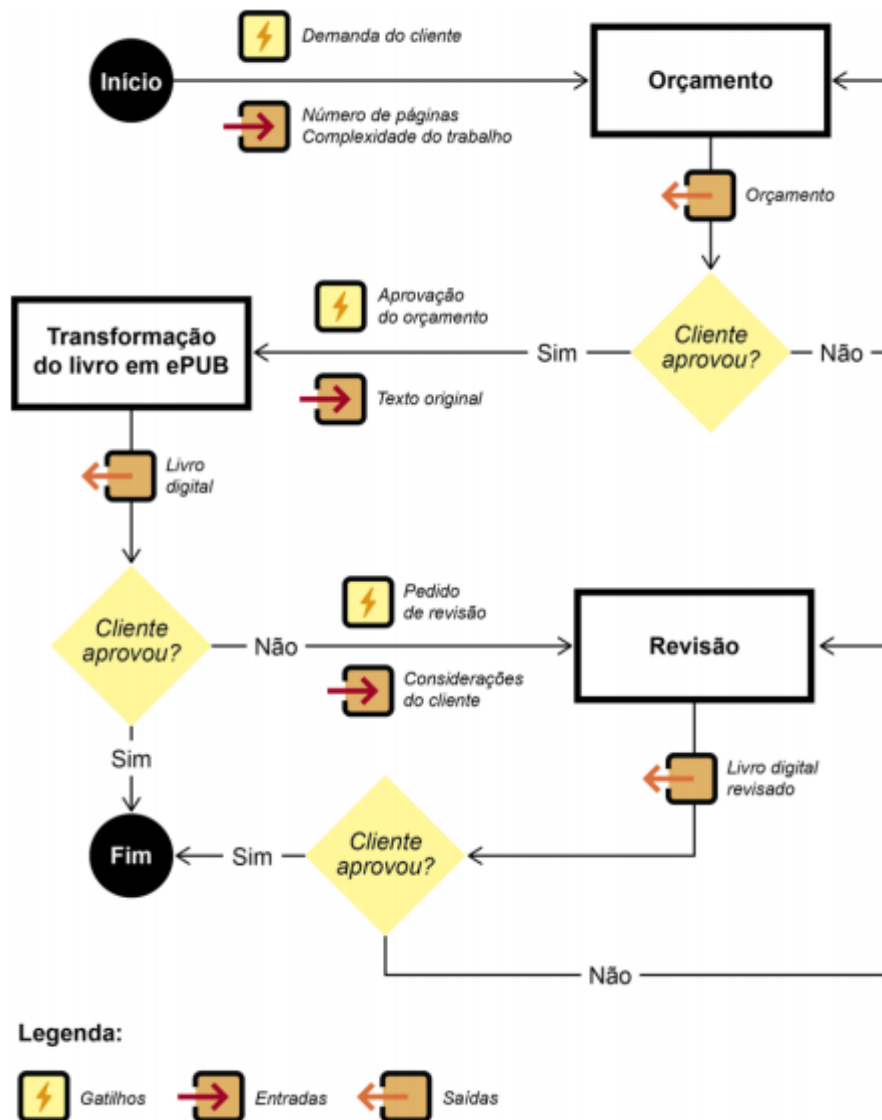 Demanda do cliente
Início
Orçamento
Número de páginas
Complexidade do trabalho
Orçamento
Aprovação
do orçamento
Transformação
do livro em ePUB
Sim
Cliente
aprovou?
Não
Texto original
Livro
digital
Pedido
de revisão
Cliente
aprovou?
Não
Revisão
Considerações
do cliente
Sim
Livro digital
revisado
Cliente
aprovou?
Sim
Fim
Não
Legenda:
Gatilhos
Entradas
Saídas